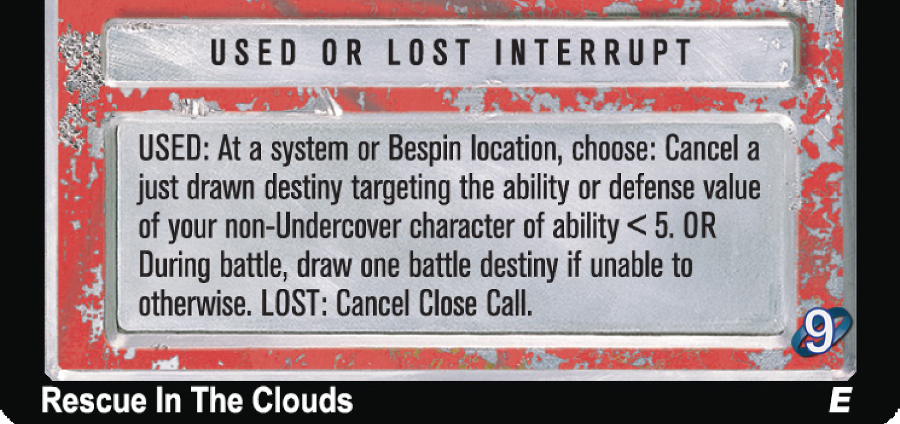 USED OR LOST INTERRUPT
USED: At a system or Bespin location, choose: Cancel a
just drawn destiny targeting the ability or defense value
of your non-Undercover character of ability < 5. OR
During battle, draw one battle destiny if unable to
otherwise. LOST: Cancel Close Call.
9
Rescue In The Clouds E